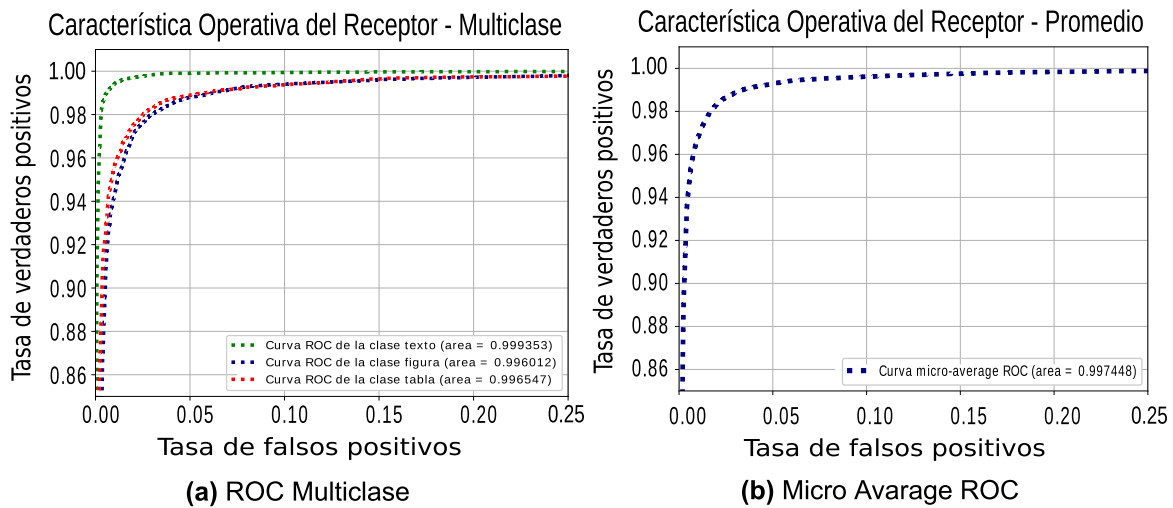 Característica Operativa del Receptor - Multiclase
Tasa de verdaderos positivos
1.00
0.98
0.96
0.94
0.92
0.90
0.88
0.86
Curva ROC de la clase texto (area = 0.999353)
Curva ROC de la clase figura (area = 0.996012)
Curva ROC de la clase tabla (area = 0.996547)
0.00 0.05 0.10 0.15 0.20 0.25
Tasa de falsos positivos
(a) ROC Multiclase
Característica Operativa del Receptor - Promedio
Tasa de verdaderos positivos
1.00
0.98
0.96
0.94
0.92
0.90
0.88
0.86
Curva micro-average ROC (area = 0.997448)
0.00 0.05 0.10 0.15 0.20 0.25
Tasa de falsos positivos
(b) Micro Avarage ROC